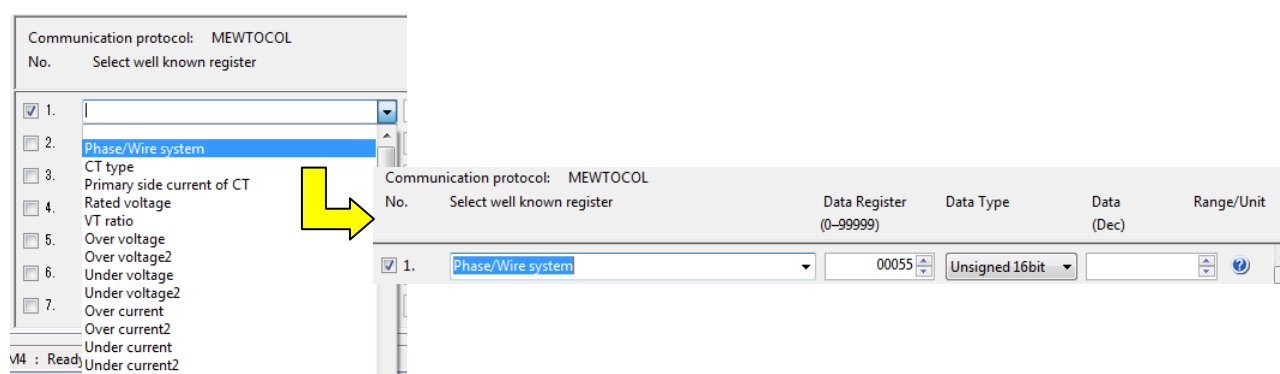 Communication protocol: MEWTOCOL
No. Select well known register
1.
2.
Phase/Wire system
3.
CT type
Primary side current of CT
4.
Rated voltage
VT ratio
5.
Over voltage
Over voltage2
6.
Under voltage
Under voltage2
7.
Over current
Over current2
Under current
M4 : Ready
Under current2
Communication protocol: MEWTOCOL
No. Select well known register Data Register Data Type Data Range/Unit
(0–99999) (Dec)
1. Phase/Wire system 00055 Unsigned 16bit ?